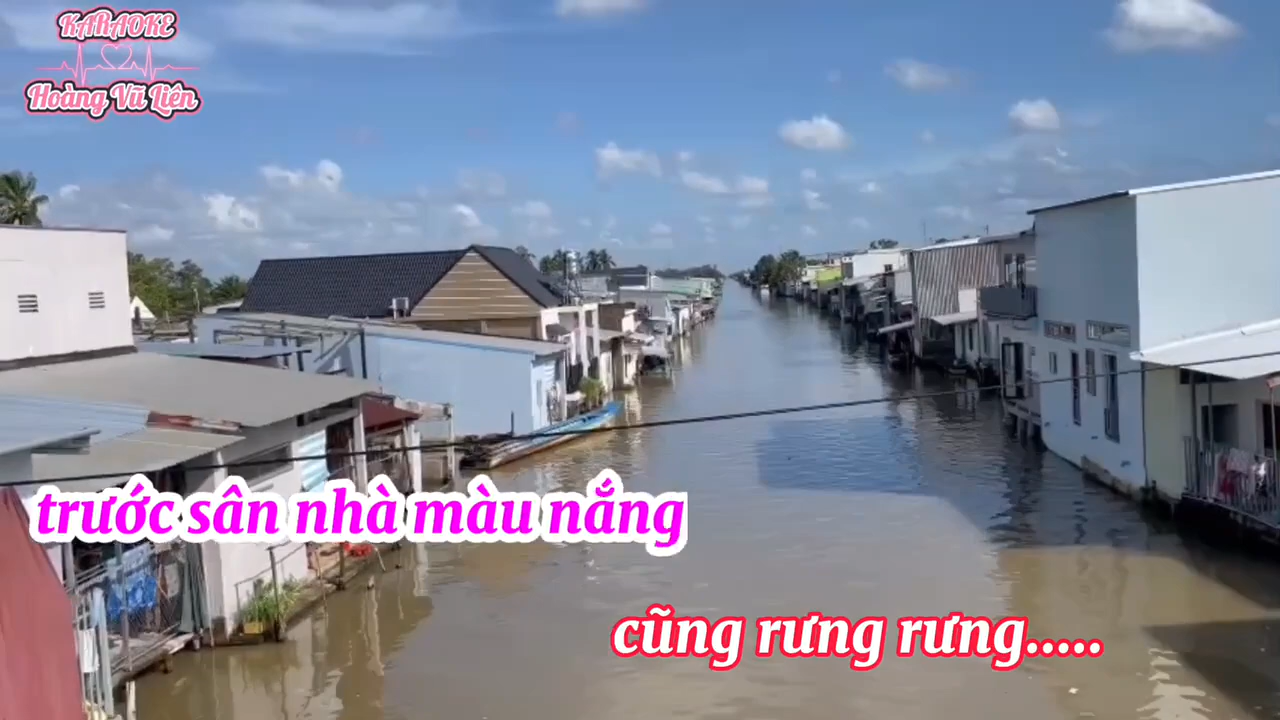 KARAOKE
Hoàng Vũ Liên
trước sân nhà màu nắng
cũng rưng rưng.....